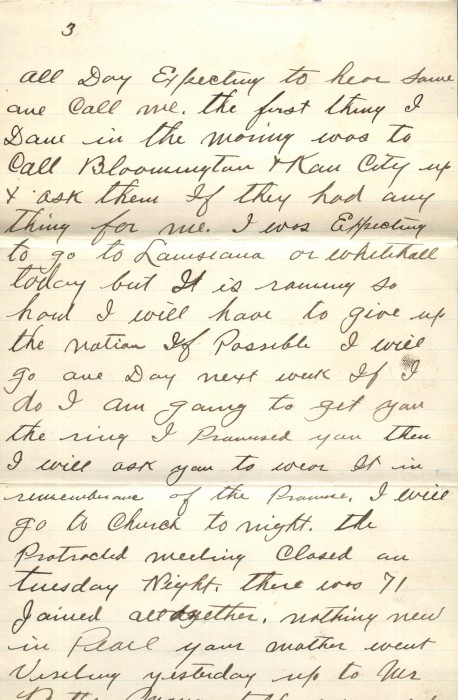 3
all Day Expecting to hear some
one Call me. the first thing I
Done in the morning was to
Call Bloomington & Kan City up
& ask them If they had any
thing for me. I was Expecting
to go to Louisiana or whitehall
today but It is raining so
hard I will have to give up
the notion If Possible I will
go one Day next week If I
do I am going to get you
the ring I Promised you then
I will ask you to wear It in
remembrance of the Promise. I will
go to Church to night. the
Protracted meeting Closed on
tuesday Night. there was 71
Joined alltogether. nothing new
in Pearl your mother went
yesterday up to Mr